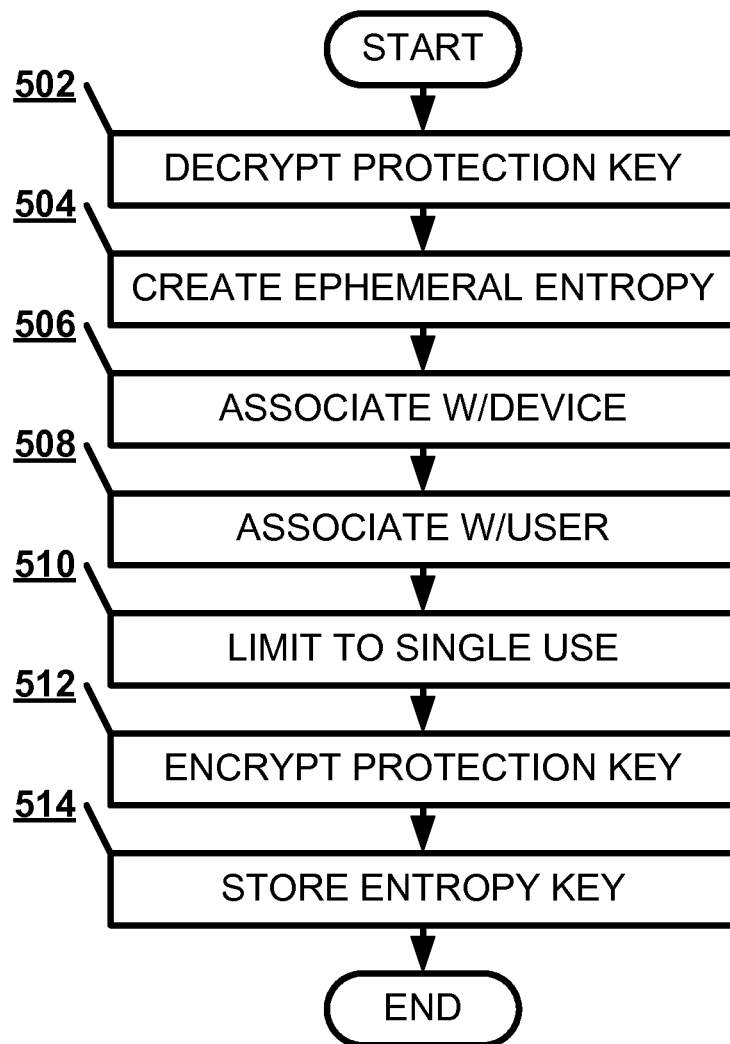 START
502
DECRYPT PROTECTION KEY
504
CREATE EPHEMERAL ENTROPY
506
ASSOCIATE W/DEVICE
508
ASSOCIATE W/USER
510
LIMIT TO SINGLE USE
512
ENCRYPT PROTECTION KEY
514
STORE ENTROPY KEY
END